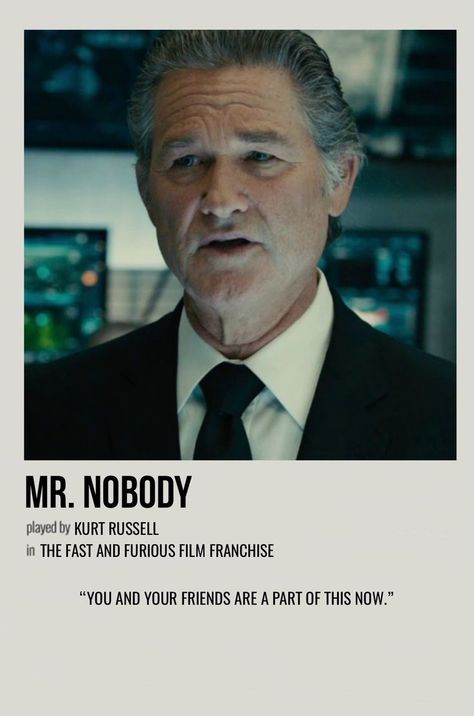 MR. NOBODY
played by KURT RUSSELL
in THE FAST AND FURIOUS FILM FRANCHISE
“YOU AND YOUR FRIENDS ARE A PART OF THIS NOW.”